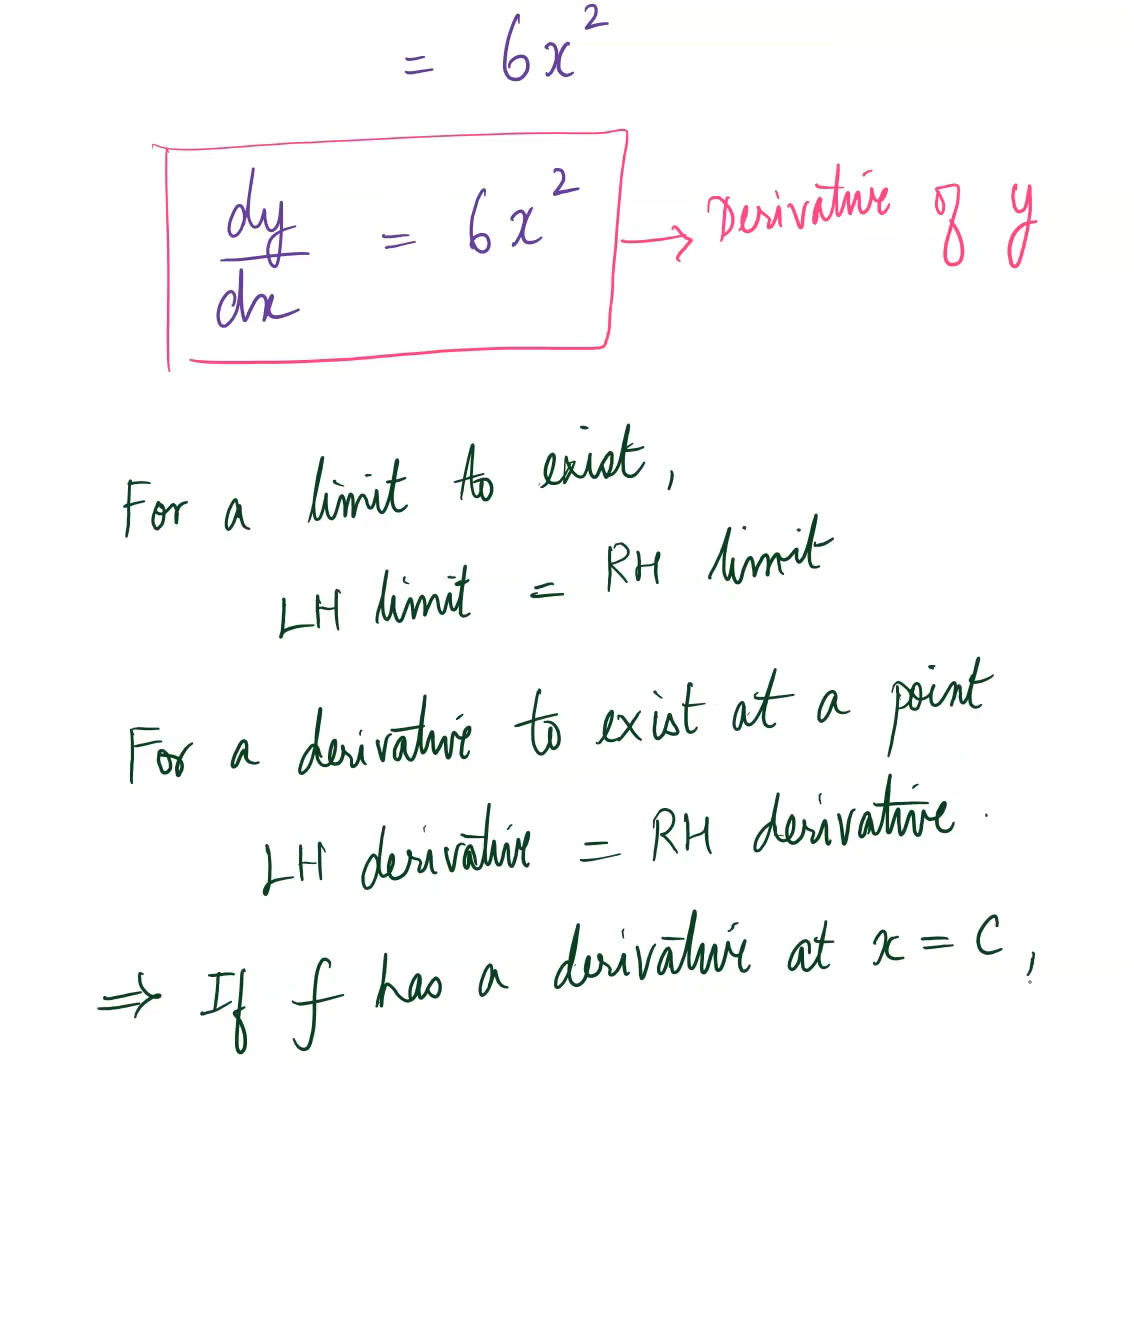 = 6x²
dy/dx = 6x² → Derivative of y
For a limit to exist,
LH limit = RH limit
For a derivative to exist at a point
LH derivative = RH derivative.
⇒ If f has a derivative at x = C,